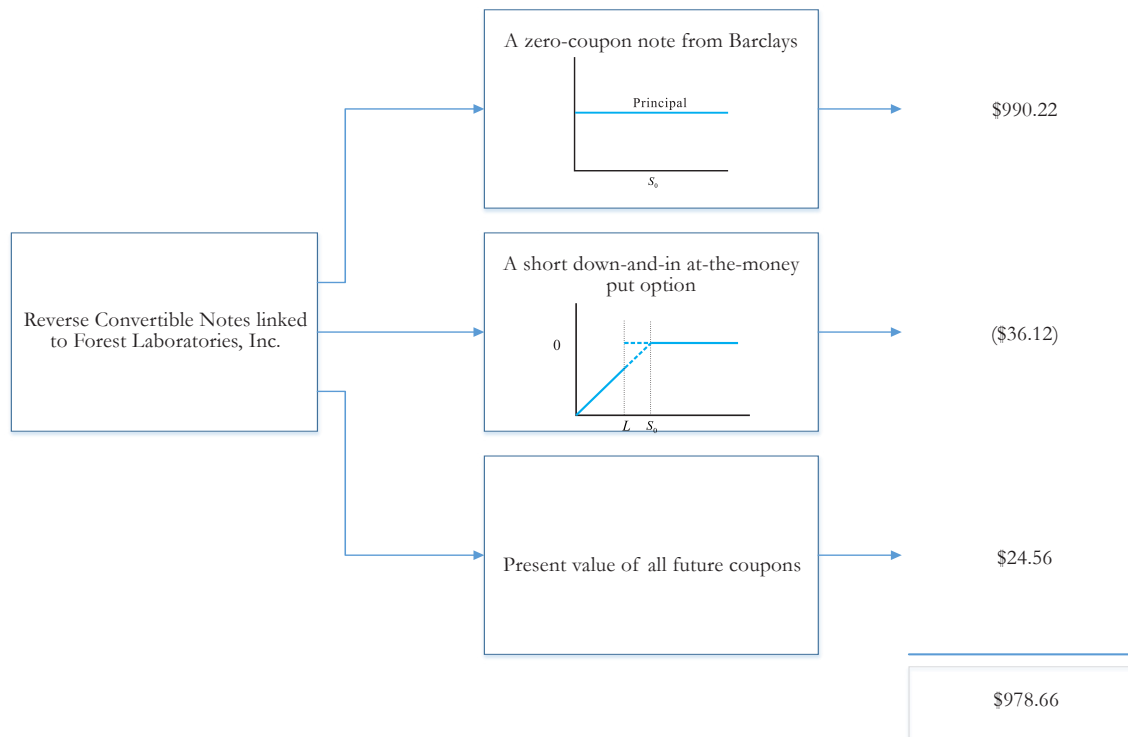 A zero-coupon note from Barclays
Principal
S₀
$990.22
Reverse Convertible Notes linked
to Forest Laboratories, Inc.
A short down-and-in at-the-money
put option
0
L S₀
($36.12)
Present value of all future coupons
$24.56
$978.66